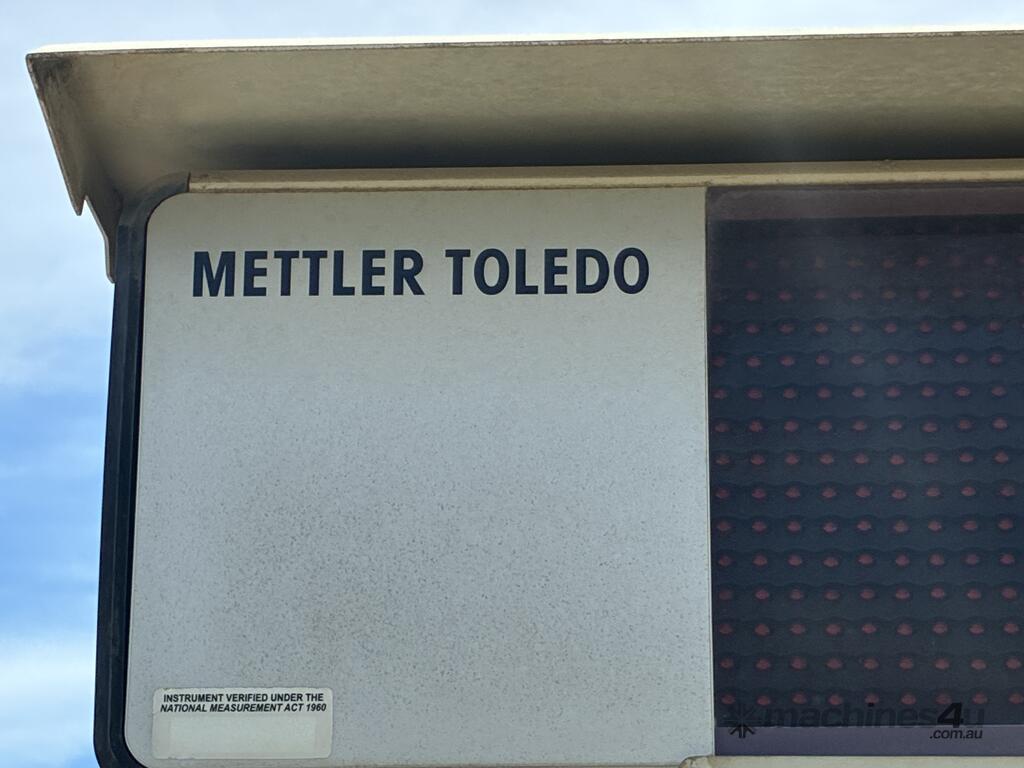 METTLER TOLEDO
INSTRUMENT VERIFIED UNDER THE
NATIONAL MEASUREMENT ACT 1960
machines4u
.com.au